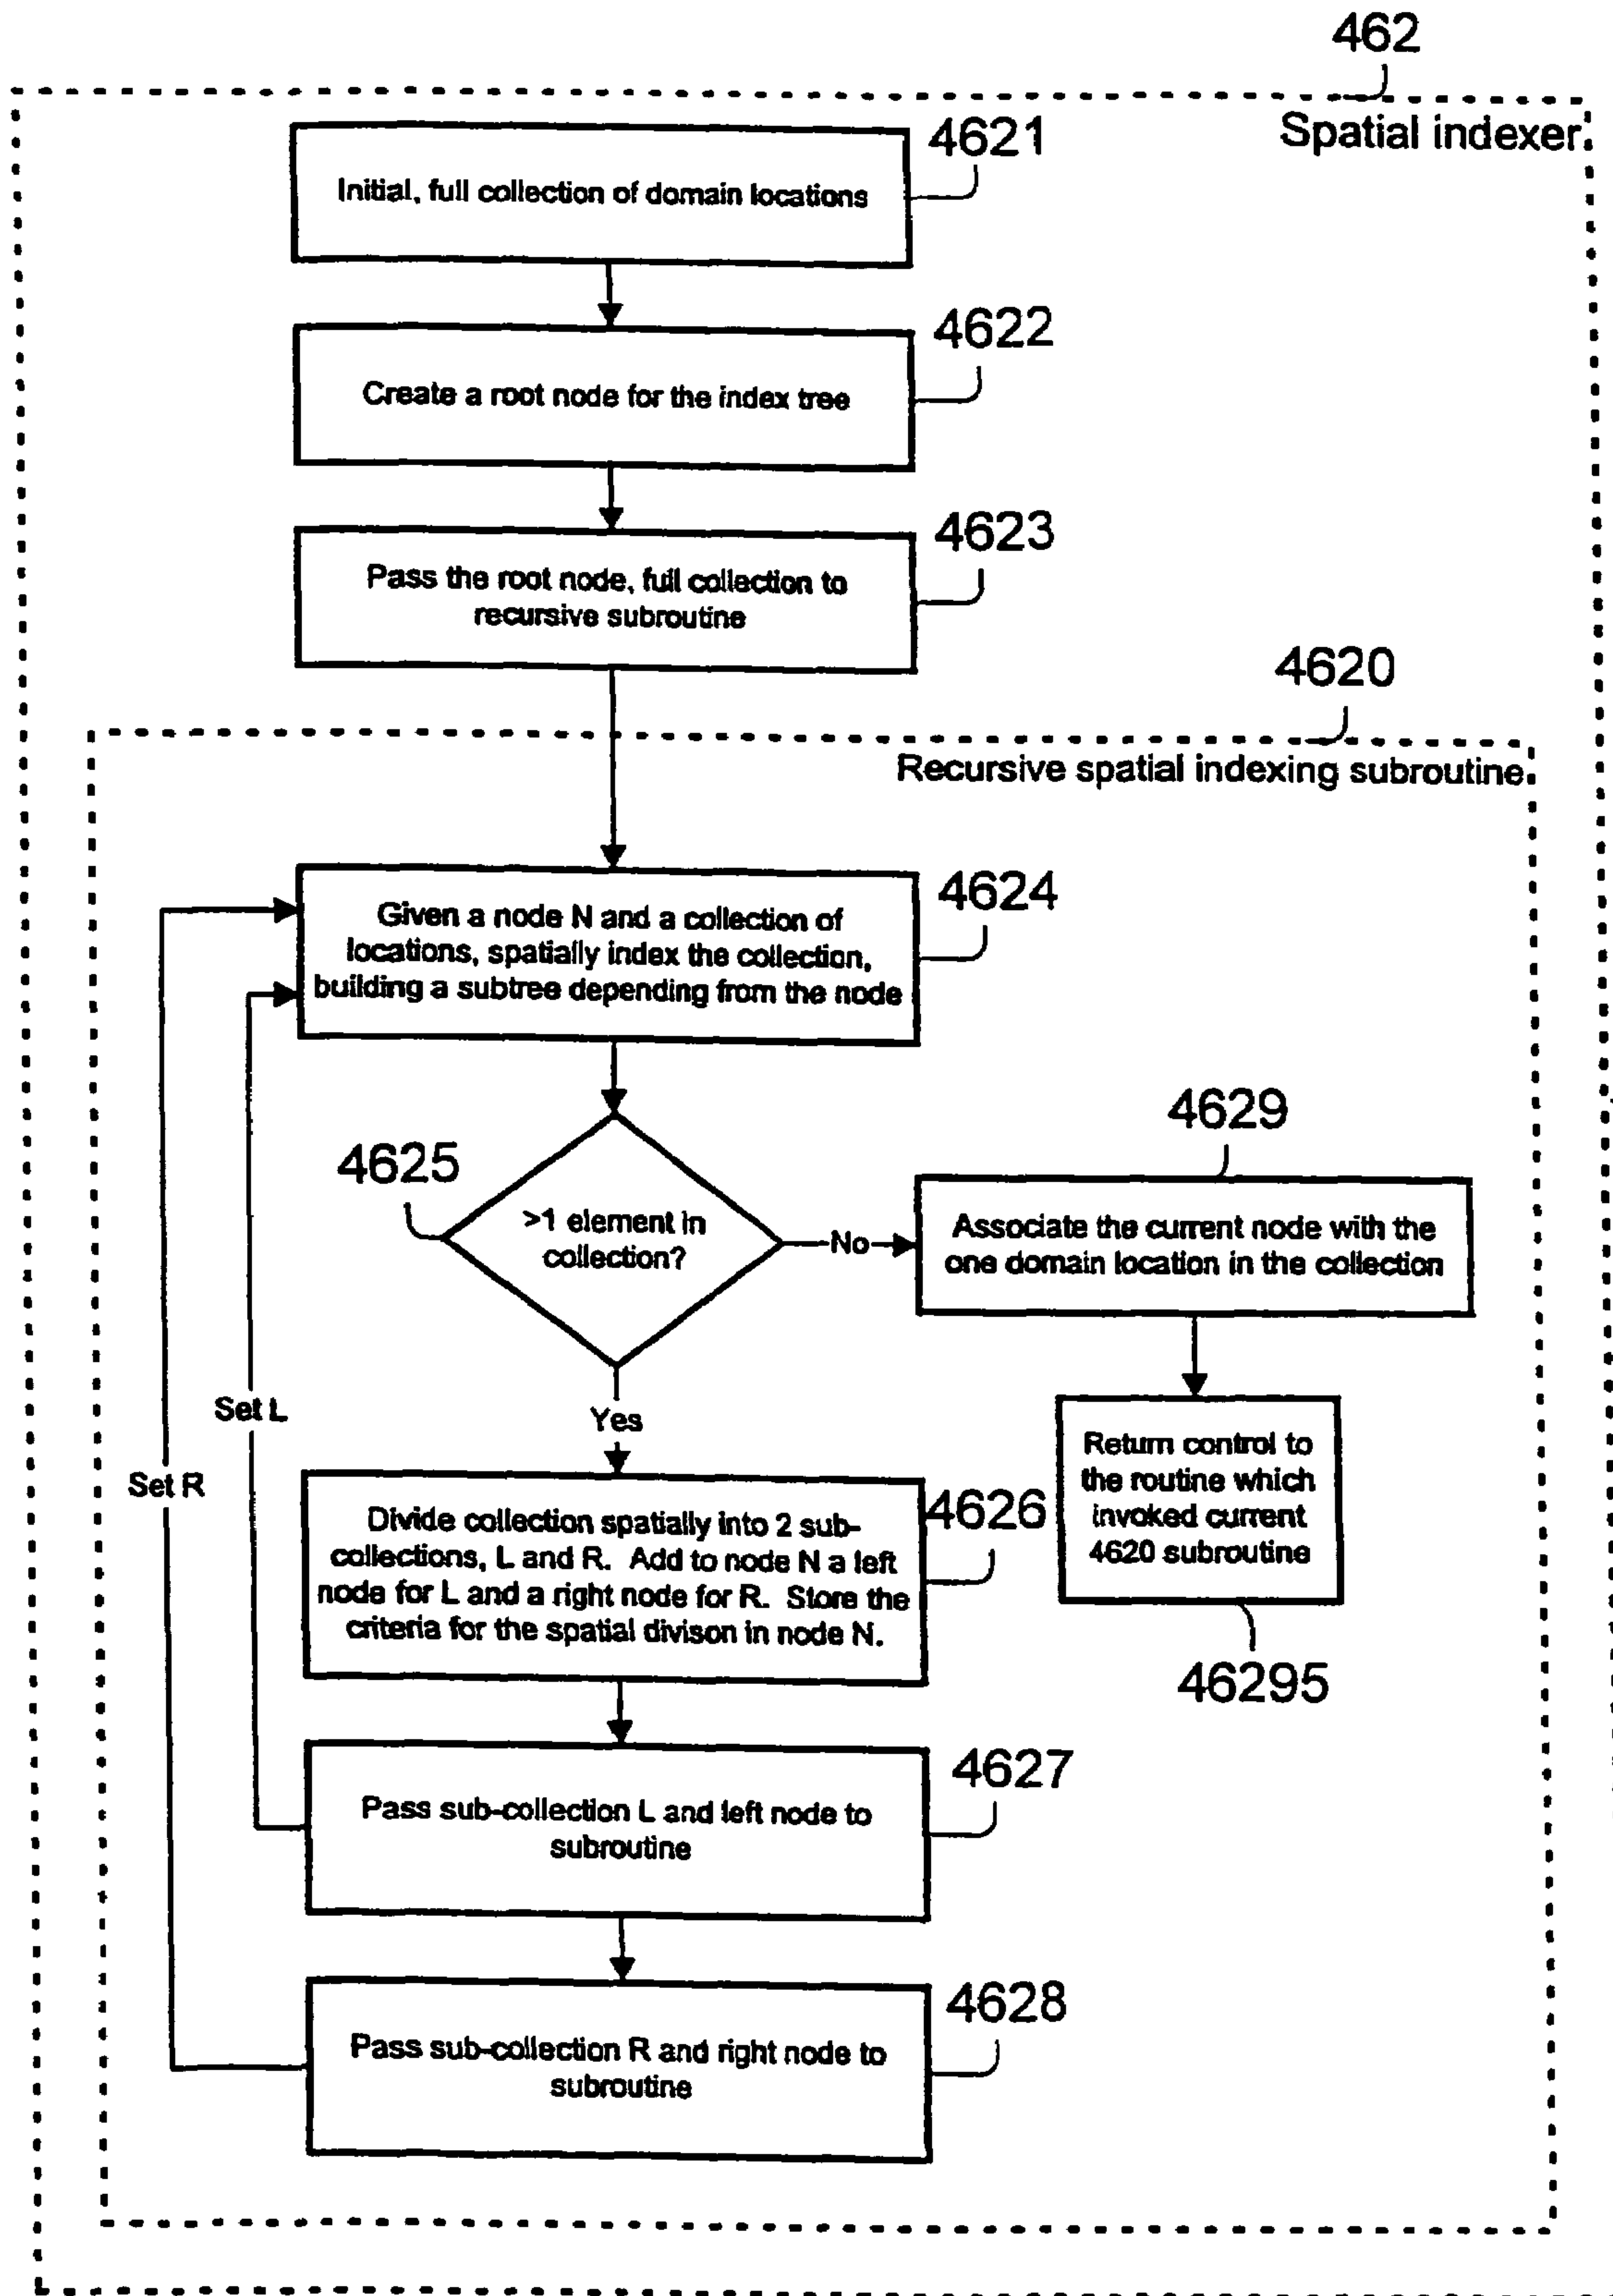 462
Spatial indexer
4621
Initial, full collection of domain locations
4622
Create a root node for the index tree
4623
Pass the root node, full collection to
recursive subroutine
4620
Recursive spatial indexing subroutine
4624
Given a node N and a collection of
locations, spatially index the collection,
building a subtree depending from the node
4625
>1 element in
collection?
No
4629
Associate the current node with the
one domain location in the collection
Yes
Set L
Set R
Return control to
the routine which
invoked current
4620 subroutine
46295
4626
Divide collection spatially into 2 sub-
collections, L and R. Add to node N a left
node for L and a right node for R. Store the
criteria for the spatial divison in node N.
4627
Pass sub-collection L and left node to
subroutine
4628
Pass sub-collection R and right node to
subroutine